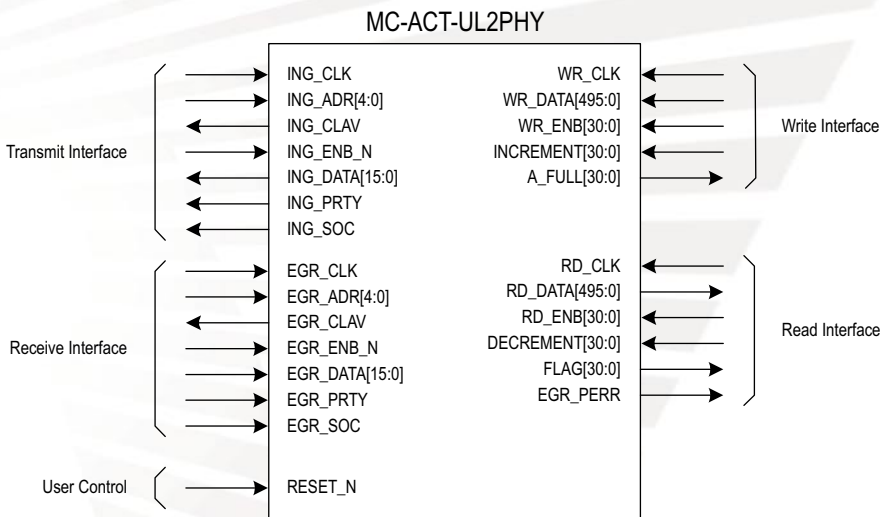 MC-ACT-UL2PHY
Transmit Interface
ING_CLK
ING_ADR[4:0]
ING_CLAV
ING_ENB_N
ING_DATA[15:0]
ING_PRTY
ING_SOC
Receive Interface
EGR_CLK
EGR_ADR[4:0]
EGR_CLAV
EGR_ENB_N
EGR_DATA[15:0]
EGR_PRTY
EGR_SOC
User Control
RESET_N
WR_CLK
WR_DATA[495:0]
WR_ENB[30:0]
INCREMENT[30:0]
A_FULL[30:0]
Write Interface
RD_CLK
RD_DATA[495:0]
RD_ENB[30:0]
DECREMENT[30:0]
FLAG[30:0]
EGR_PERR
Read Interface